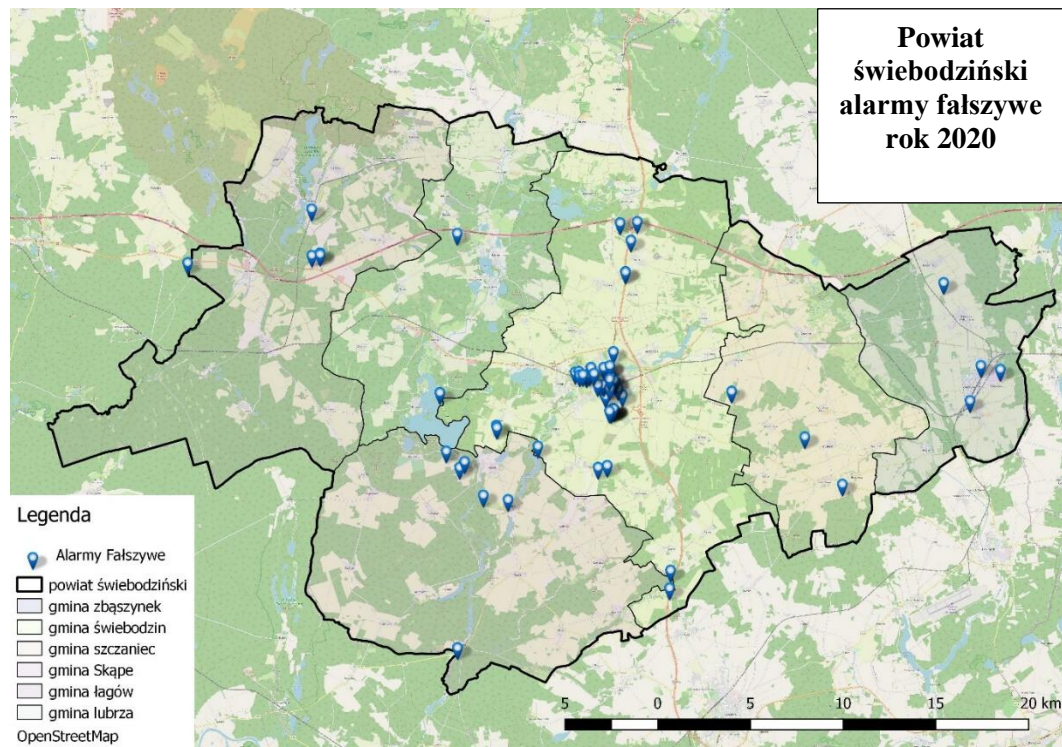 Powiat
świebodziński
alarmy fałszywe
rok 2020
Legenda
Alarmy Fałszywe
powiat świebodziński
gmina zbąszynek
gmina świebodzin
gmina szczaniec
gmina Skąpe
gmina łagów
gmina lubrza
OpenStreetMap
5 0 5 10 15 20 km